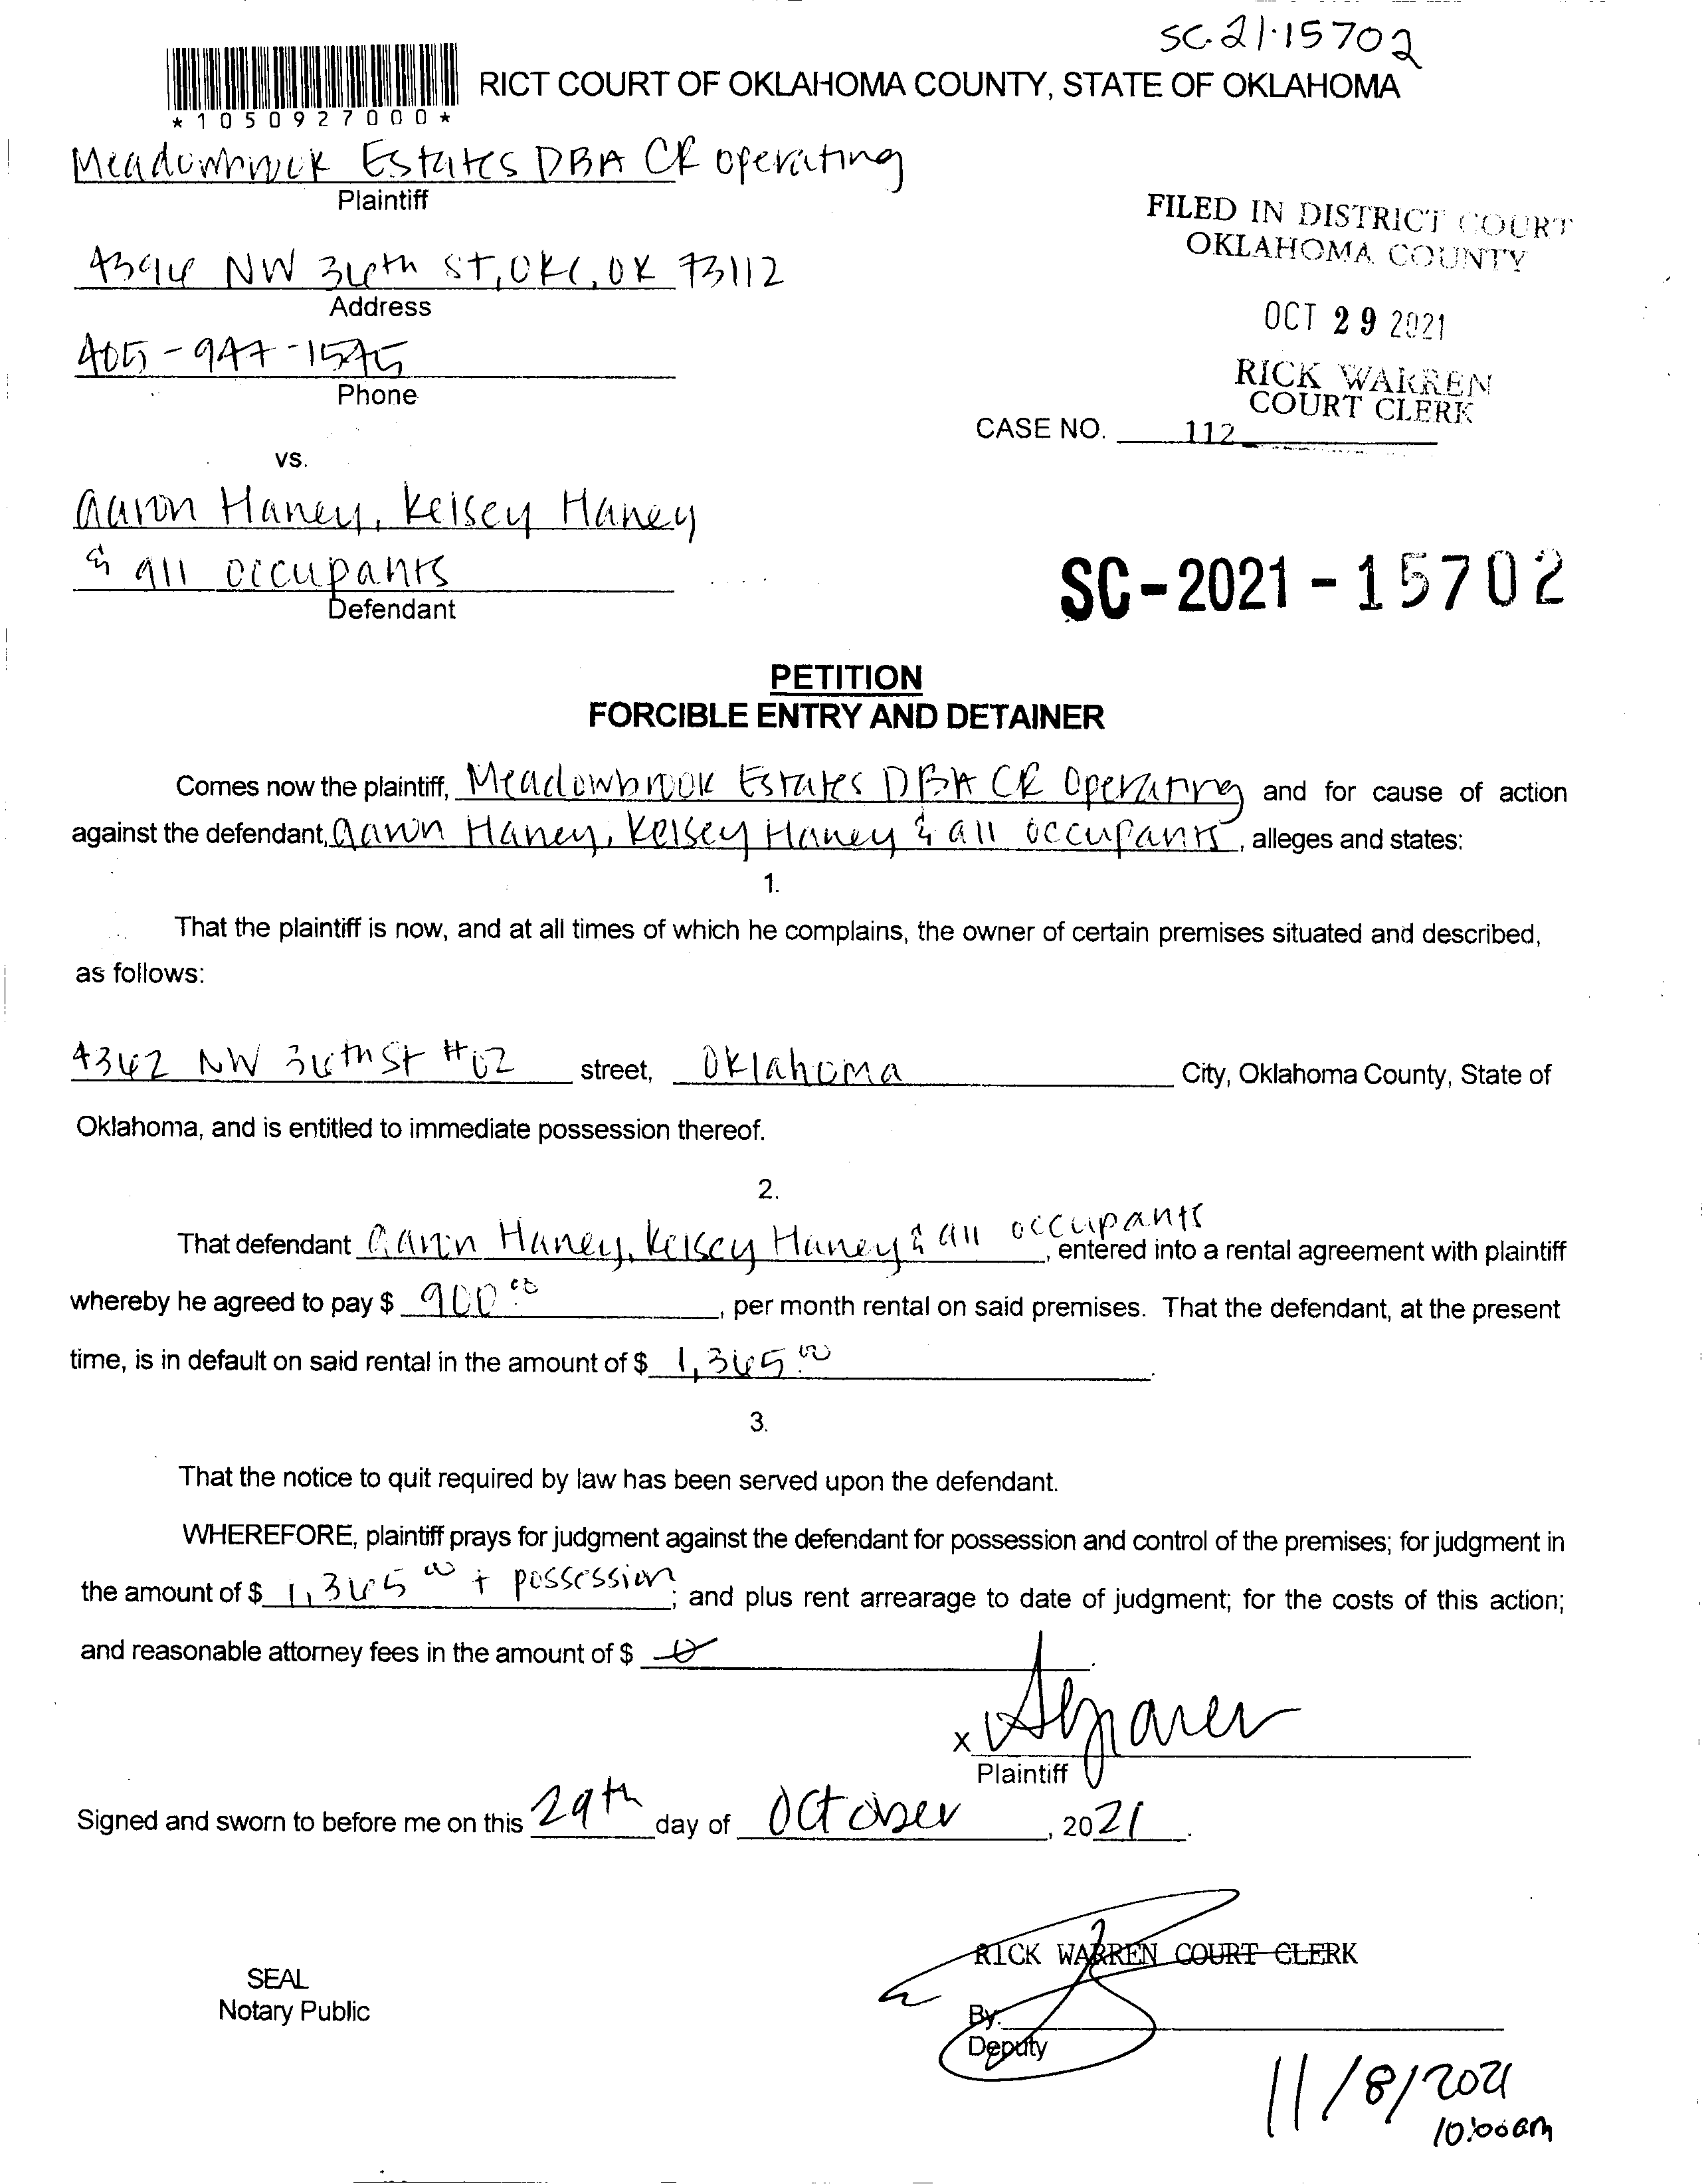 SC-21-15702
RICT COURT OF OKLAHOMA COUNTY, STATE OF OKLAHOMA
*1050927000*
Meadowbrook Estates DBA CR Operating
Plaintiff
NW 36th ST, OKC, OK 73112
Address
FILED IN DISTRICT COURT
OKLAHOMA COUNTY
OCT 29 2021
RICK WARREN
COURT CLERK
405-947-1575
Phone
CASE NO. 112
vs.
Aaron Haney, Kelsey Haney
& all occupants
Defendant
SC-2021-15702
PETITION
FORCIBLE ENTRY AND DETAINER
Comes now the plaintiff, Meadowbrook Estates DBA CR Operating and for cause of action
against the defendant, Aaron Haney, Kelsey Haney & all occupants, alleges and states:
1.
That the plaintiff is now, and at all times of which he complains, the owner of certain premises situated and described,
as follows:
4362 NW 36th St #62 street, Oklahoma City, Oklahoma County, State of
Oklahoma, and is entitled to immediate possession thereof.
2.
That defendant Aaron Haney, Kelsey Haney & all occupants, entered into a rental agreement with plaintiff
whereby he agreed to pay $ 900.00, per month rental on said premises. That the defendant, at the present
time, is in default on said rental in the amount of $ 1,365.00.
3.
That the notice to quit required by law has been served upon the defendant.
WHEREFORE, plaintiff prays for judgment against the defendant for possession and control of the premises; for judgment in
the amount of $ 1,365.00 + possession; and plus rent arrearage to date of judgment; for the costs of this action;
and reasonable attorney fees in the amount of $ 0.
x
Plaintiff
Signed and sworn to before me on this 29th day of October, 2021.
SEAL
Notary Public
RICK WARREN COURT CLERK
By:
Deputy
11/8/2021
10:00am